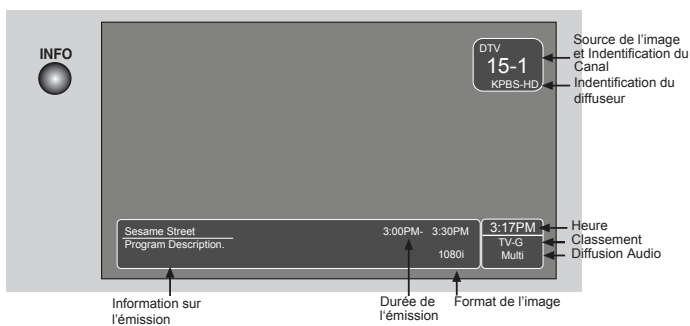 INFO
DTV
15-1
KPBS-HD
Source de l'image
et Indentification du
Canal
Indentification du
diffuseur
Sesame Street
Program Description.
3:00PM- 3:30PM
1080i
3:17PM
TV-G
Multi
Heure
Classement
Diffusion Audio
Information sur
l'émission
Durée de
l'émission
Format de l'image